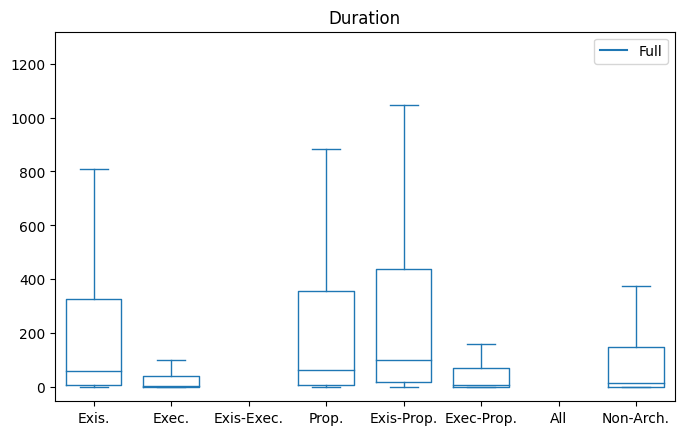 Duration
Full
1200
1000
800
600
400
200
0
Exis. Exec. Exis-Exec. Prop. Exis-Prop. Exec-Prop. All Non-Arch.